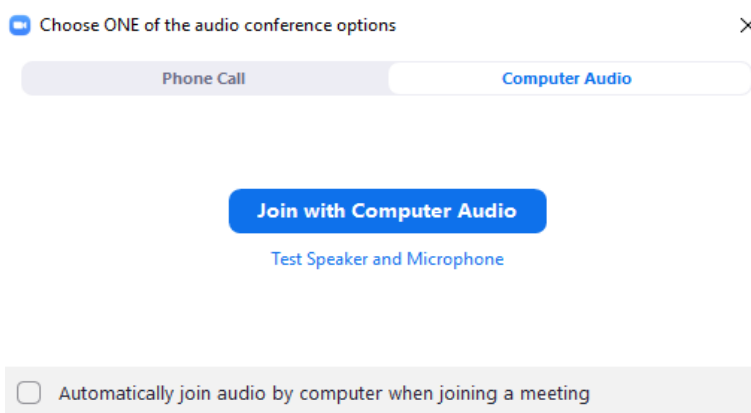 Choose ONE of the audio conference options
Phone Call
Computer Audio
Join with Computer Audio
Test Speaker and Microphone
Automatically join audio by computer when joining a meeting